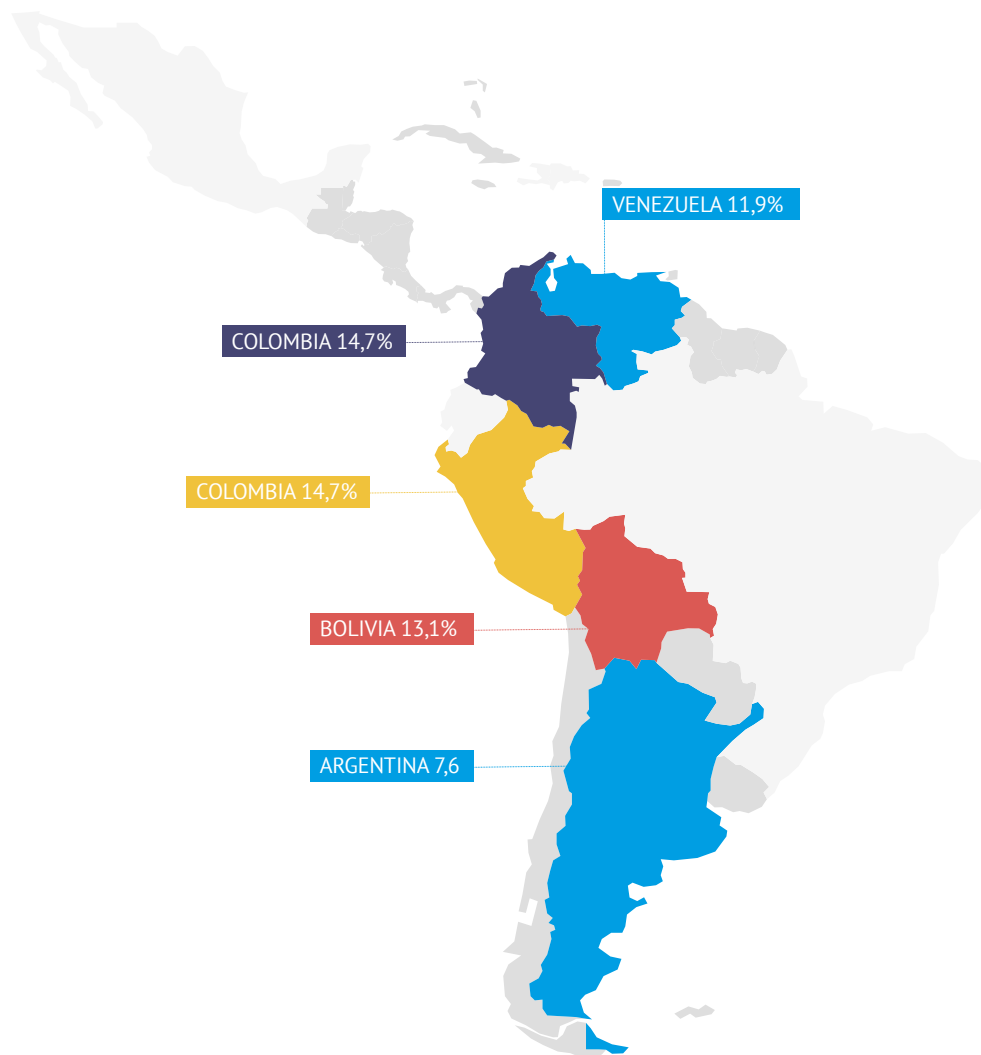 VENEZUELA 11,9%
COLOMBIA 14,7%
COLOMBIA 14,7%
BOLIVIA 13,1%
ARGENTINA 7,6